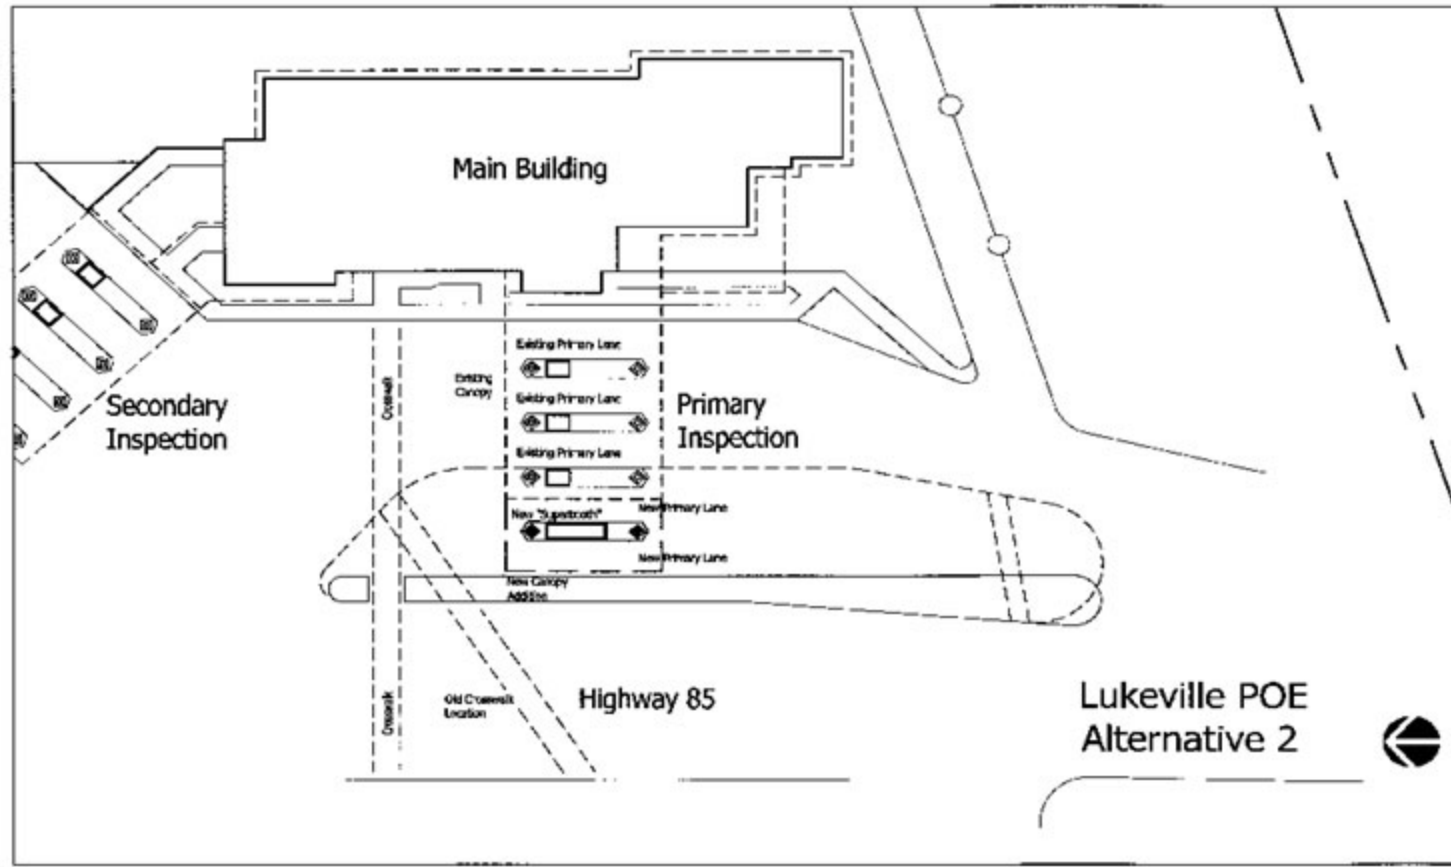 Main Building
Existing Primary Lane
Existing
Canopy
Crosswalk
Existing Primary Lane
Secondary
Inspection
Primary
Inspection
Existing Primary Lane
New "Superbooth"
New Primary Lane
New Primary Lane
New Canopy
Addition
Crosswalk
Old Crosswalk
Location
Highway 85
Lukeville POE
Alternative 2